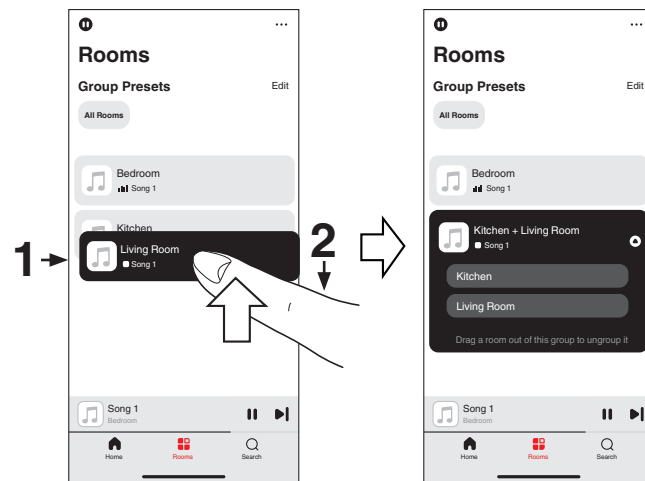 ...
Rooms
Group Presets Edit
All Rooms
Bedroom
Song 1
Kitchen
1
Living Room
Song 1
2
Song 1
Bedroom
Home Rooms Search
...
Rooms
Group Presets Edit
All Rooms
Bedroom
Song 1
Kitchen + Living Room
Song 1
Kitchen
Living Room
Drag a room out of this group to ungroup it
Song 1
Bedroom
Home Rooms Search